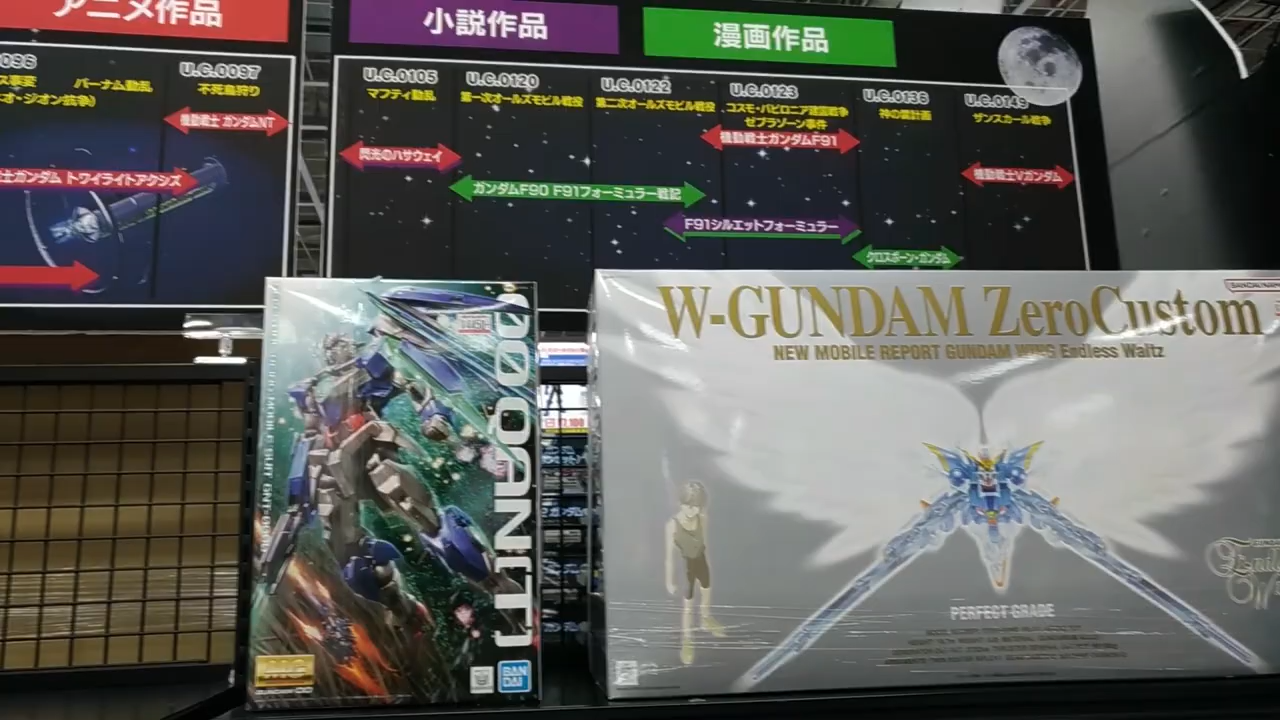 アニメ作品
小説作品
漫画作品
U.C.0097
不死鳥狩り
バーナム動乱
機動戦士 ガンダムNT
士ガンダム トワイライトアクシズ
U.C.0105
マフティ動乱
閃光のハサウェイ
U.C.0120
第一次オールズモビル戦役
U.C.0122
第二次オールズモビル戦役
ガンダムF90 F91フォーミュラー戦記
U.C.0123
コスモ・バビロニア建国戦争
ゼブラゾーン事件
機動戦士ガンダムF91
F91シルエットフォーミュラー
U.C.0136
神の雷計画
クロスボーン・ガンダム
U.C.0149
ザンスカール戦争
機動戦士Vガンダム
00 QAN[T]
MG
BAN
DAI
W-GUNDAM ZeroCustom
NEW MOBILE REPORT GUNDAM WING Endless Waltz
PERFECT GRADE